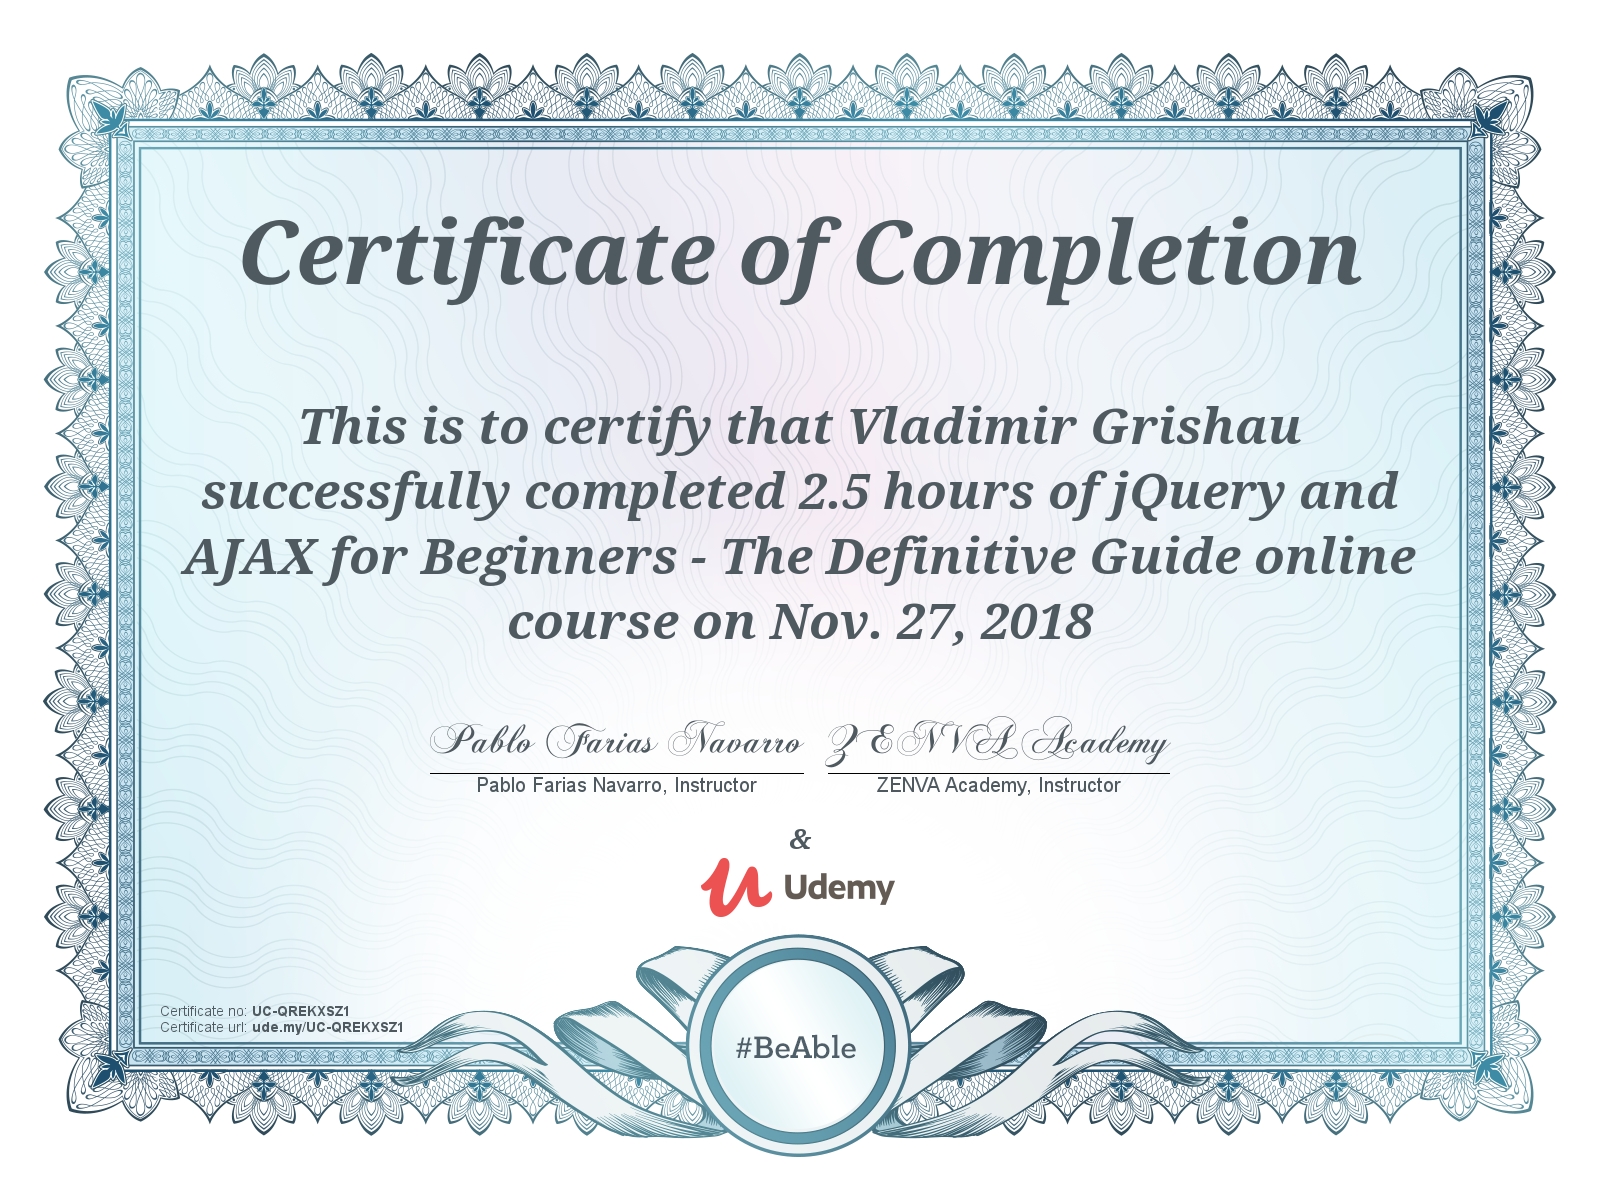 Certificate of Completion
This is to certify that Vladimir Grishau
successfully completed 2.5 hours of jQuery and
AJAX for Beginners - The Definitive Guide online
course on Nov. 27, 2018
Pablo Farias Navarro ZENVA Academy
Pablo Farias Navarro, Instructor ZENVA Academy, Instructor
&
Udemy
Certificate no: UC-QREKXSZ1
Certificate url: ude.my/UC-QREKXSZ1
#BeAble